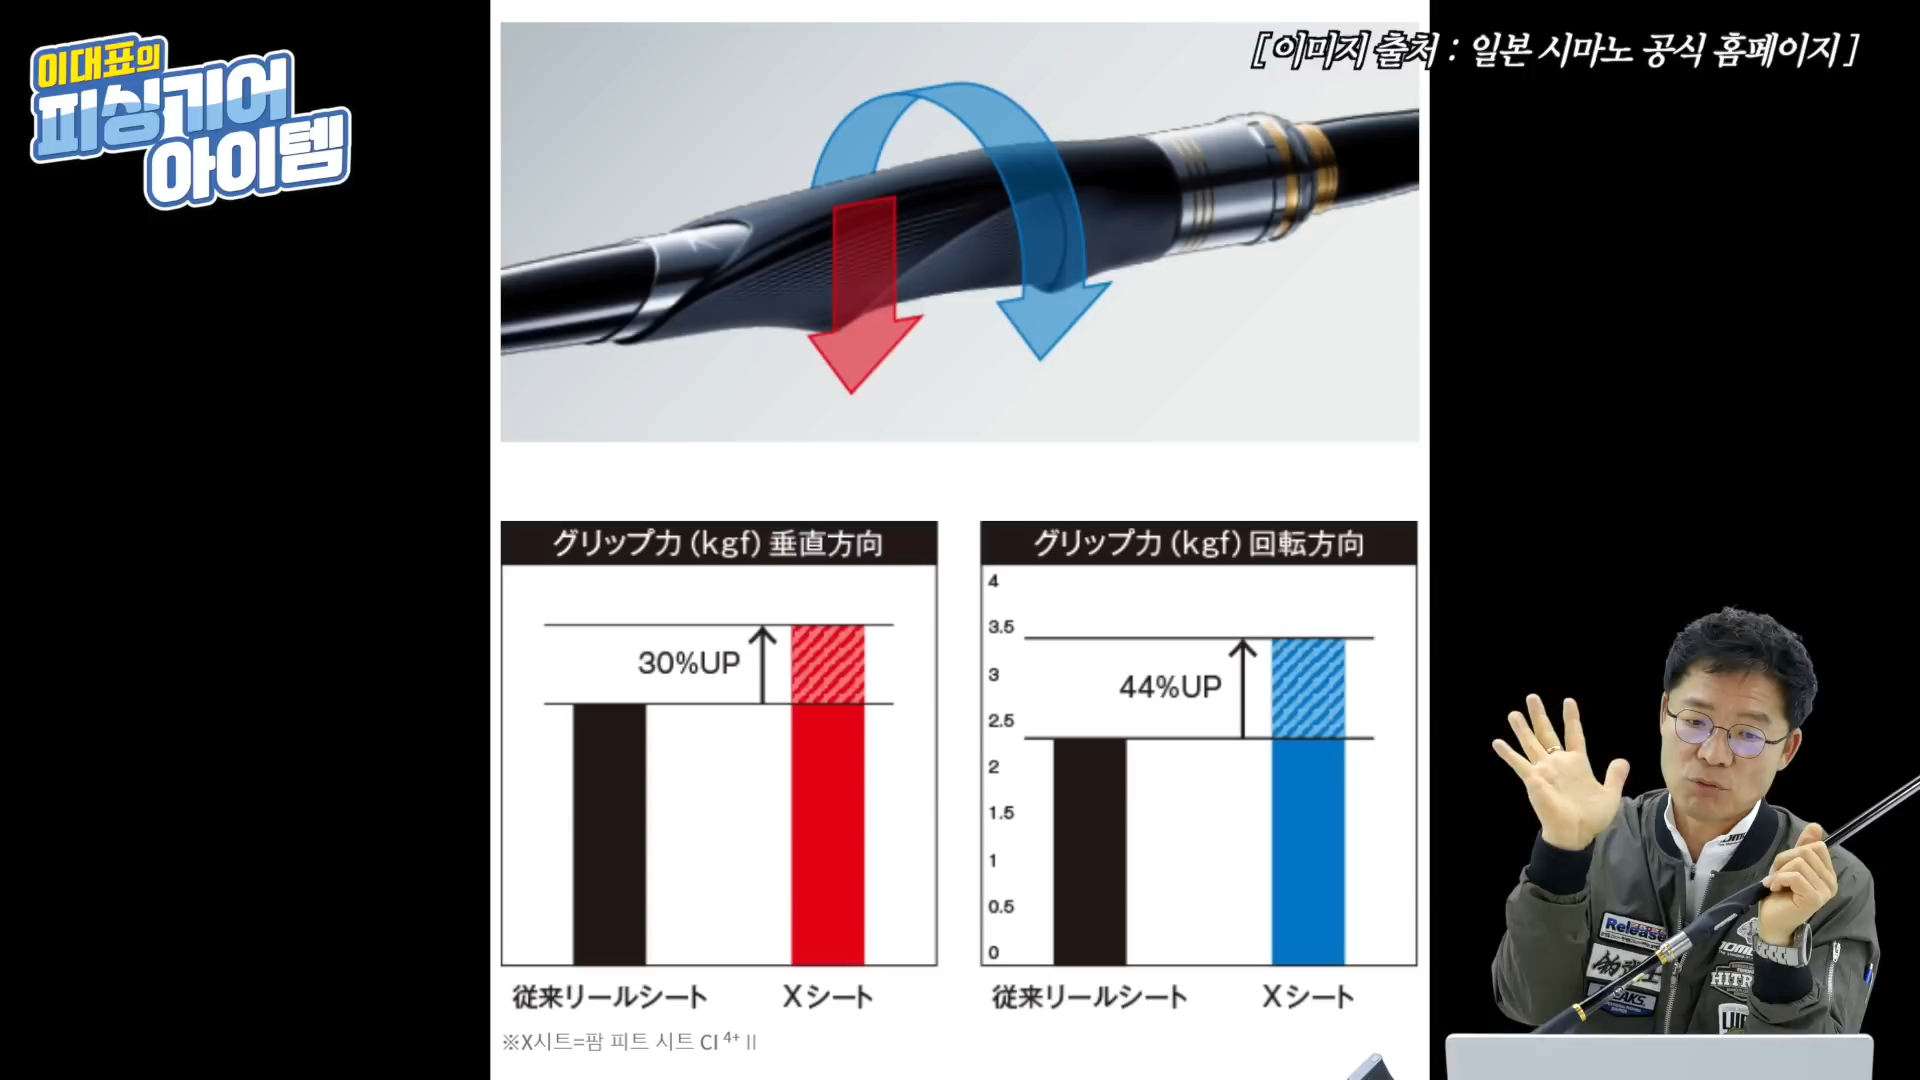 이대표의
피싱기어
아이템
[ 이미지 출처 : 일본 시마노 공식 홈페이지 ]
グリップ力(kgf)垂直方向
30%UP
従来リールシート
Xシート
グリップ力(kgf)回転方向
4
3.5
3
2.5
2
1.5
1
0.5
0
44%UP
従来リールシート
Xシート
※X시트=팜 피트 시트 CI 4+ II
Release
HITR